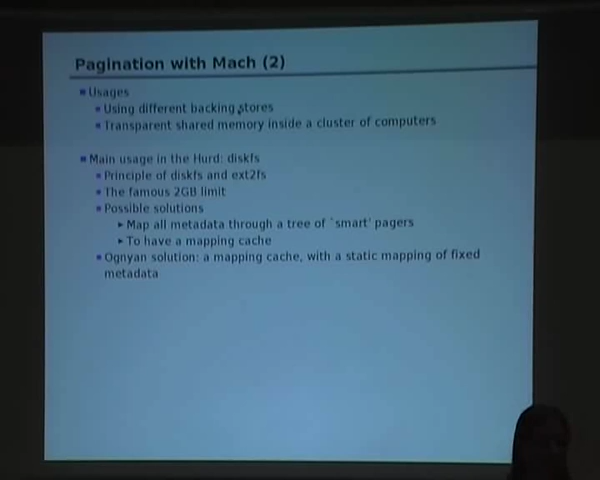 Pagination with Mach (2)
Usages
Using different backing stores
Transparent shared memory inside a cluster of computers
Main usage in the Hurd: diskfs
Principle of diskfs and ext2fs
The famous 2GB limit
Possible solutions
Map all metadata through a tree of `smart' pagers
To have a mapping cache
Ognyan solution: a mapping cache, with a static mapping of fixed
metadata